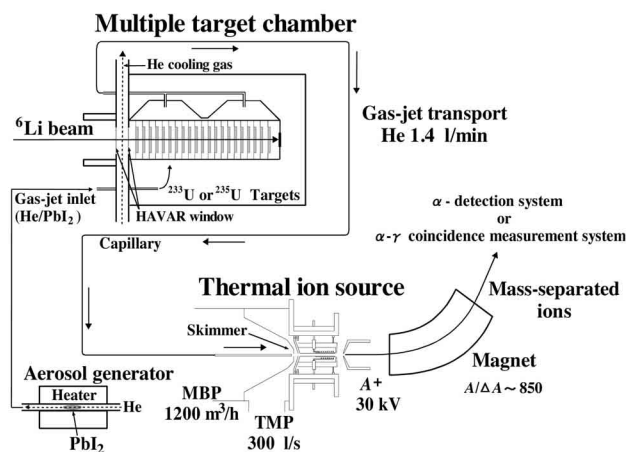 Multiple target chamber
He cooling gas
⁶Li beam
Gas-jet transport
He 1.4 l/min
Gas-jet inlet
(He/PbI₂)
²³³U or ²³⁵U Targets
HAVAR window
Capillary
α - detection system
or
α-γ coincidence measurement system
Thermal ion source
Skimmer
Mass-separated
ions
Magnet
A/△A~850
A+
30 kV
MBP
1200 m³/h
TMP
300 l/s
Aerosol generator
Heater
He
PbI₂